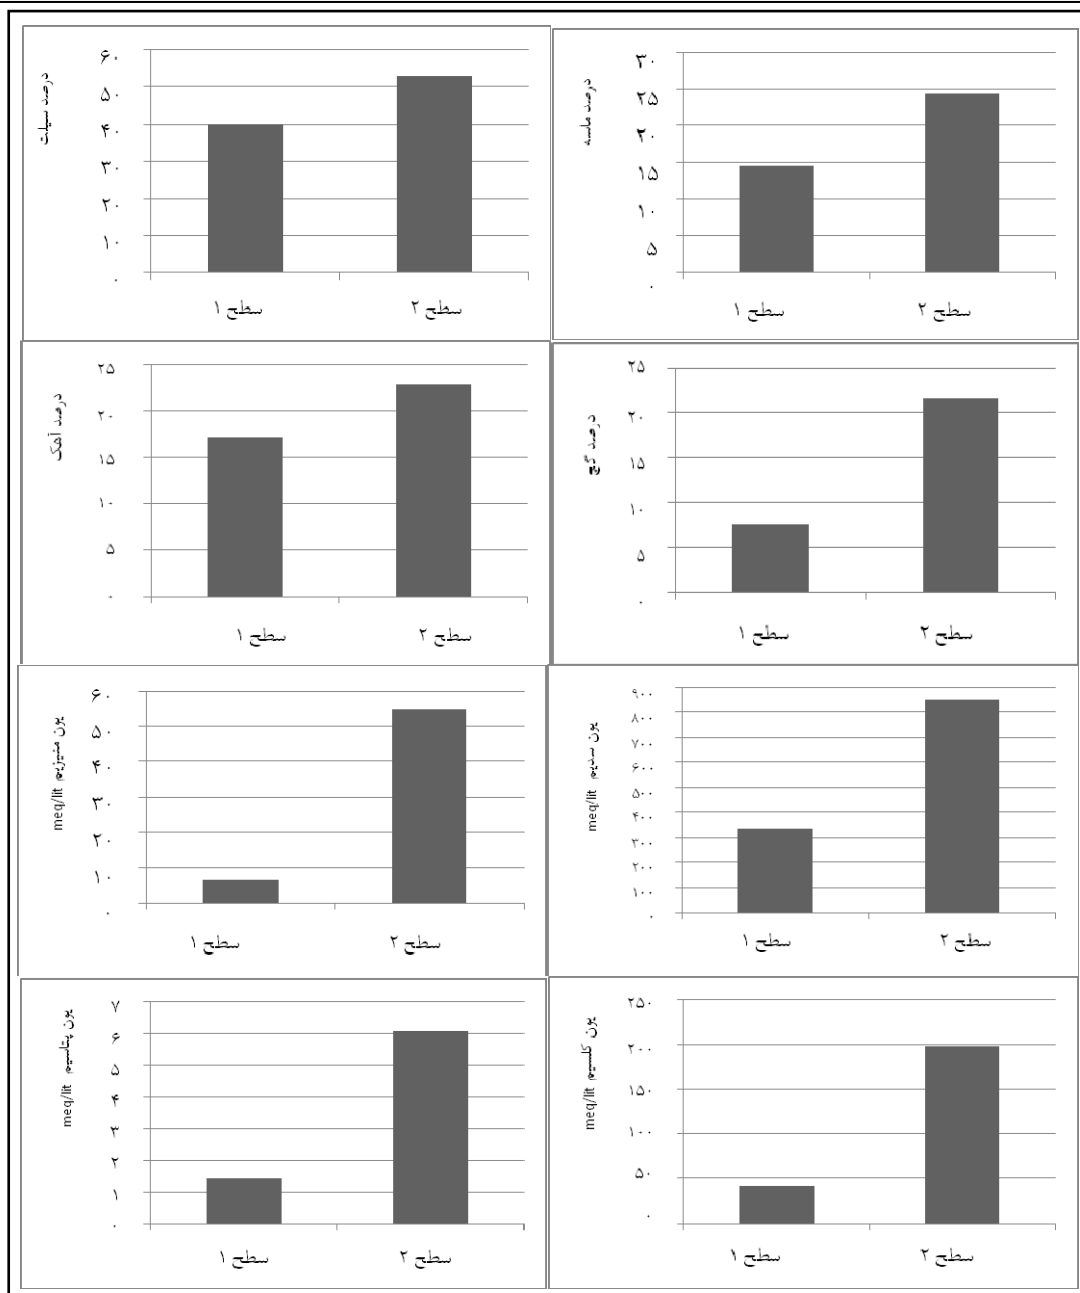 درصد سیلت
۶۰
۵۰
۴۰
۳۰
۲۰
۱۰
۰
سطح ۱
سطح ۲
درصد ماسه
۳۰
۲۵
۲۰
۱۵
۱۰
۵
۰
سطح ۱
سطح ۲
درصد آهک
۲۵
۲۰
۱۵
۱۰
۵
۰
سطح ۱
سطح ۲
درصد گچ
۲۵
۲۰
۱۵
۱۰
۵
۰
سطح ۱
سطح ۲
یون منیزیم meq/lit
۶۰
۵۰
۴۰
۳۰
۲۰
۱۰
۰
سطح ۱
سطح ۲
یون سدیم meq/lit
۹۰۰
۸۰۰
۷۰۰
۶۰۰
۵۰۰
۴۰۰
۳۰۰
۲۰۰
۱۰۰
۰
سطح ۱
سطح ۲
یون پتاسیم meq/lit
۷
۶
۵
۴
۳
۲
۱
۰
سطح ۱
سطح ۲
یون کلسیم meq/lit
۲۵۰
۲۰۰
۱۵۰
۱۰۰
۵۰
۰
سطح ۱
سطح ۲